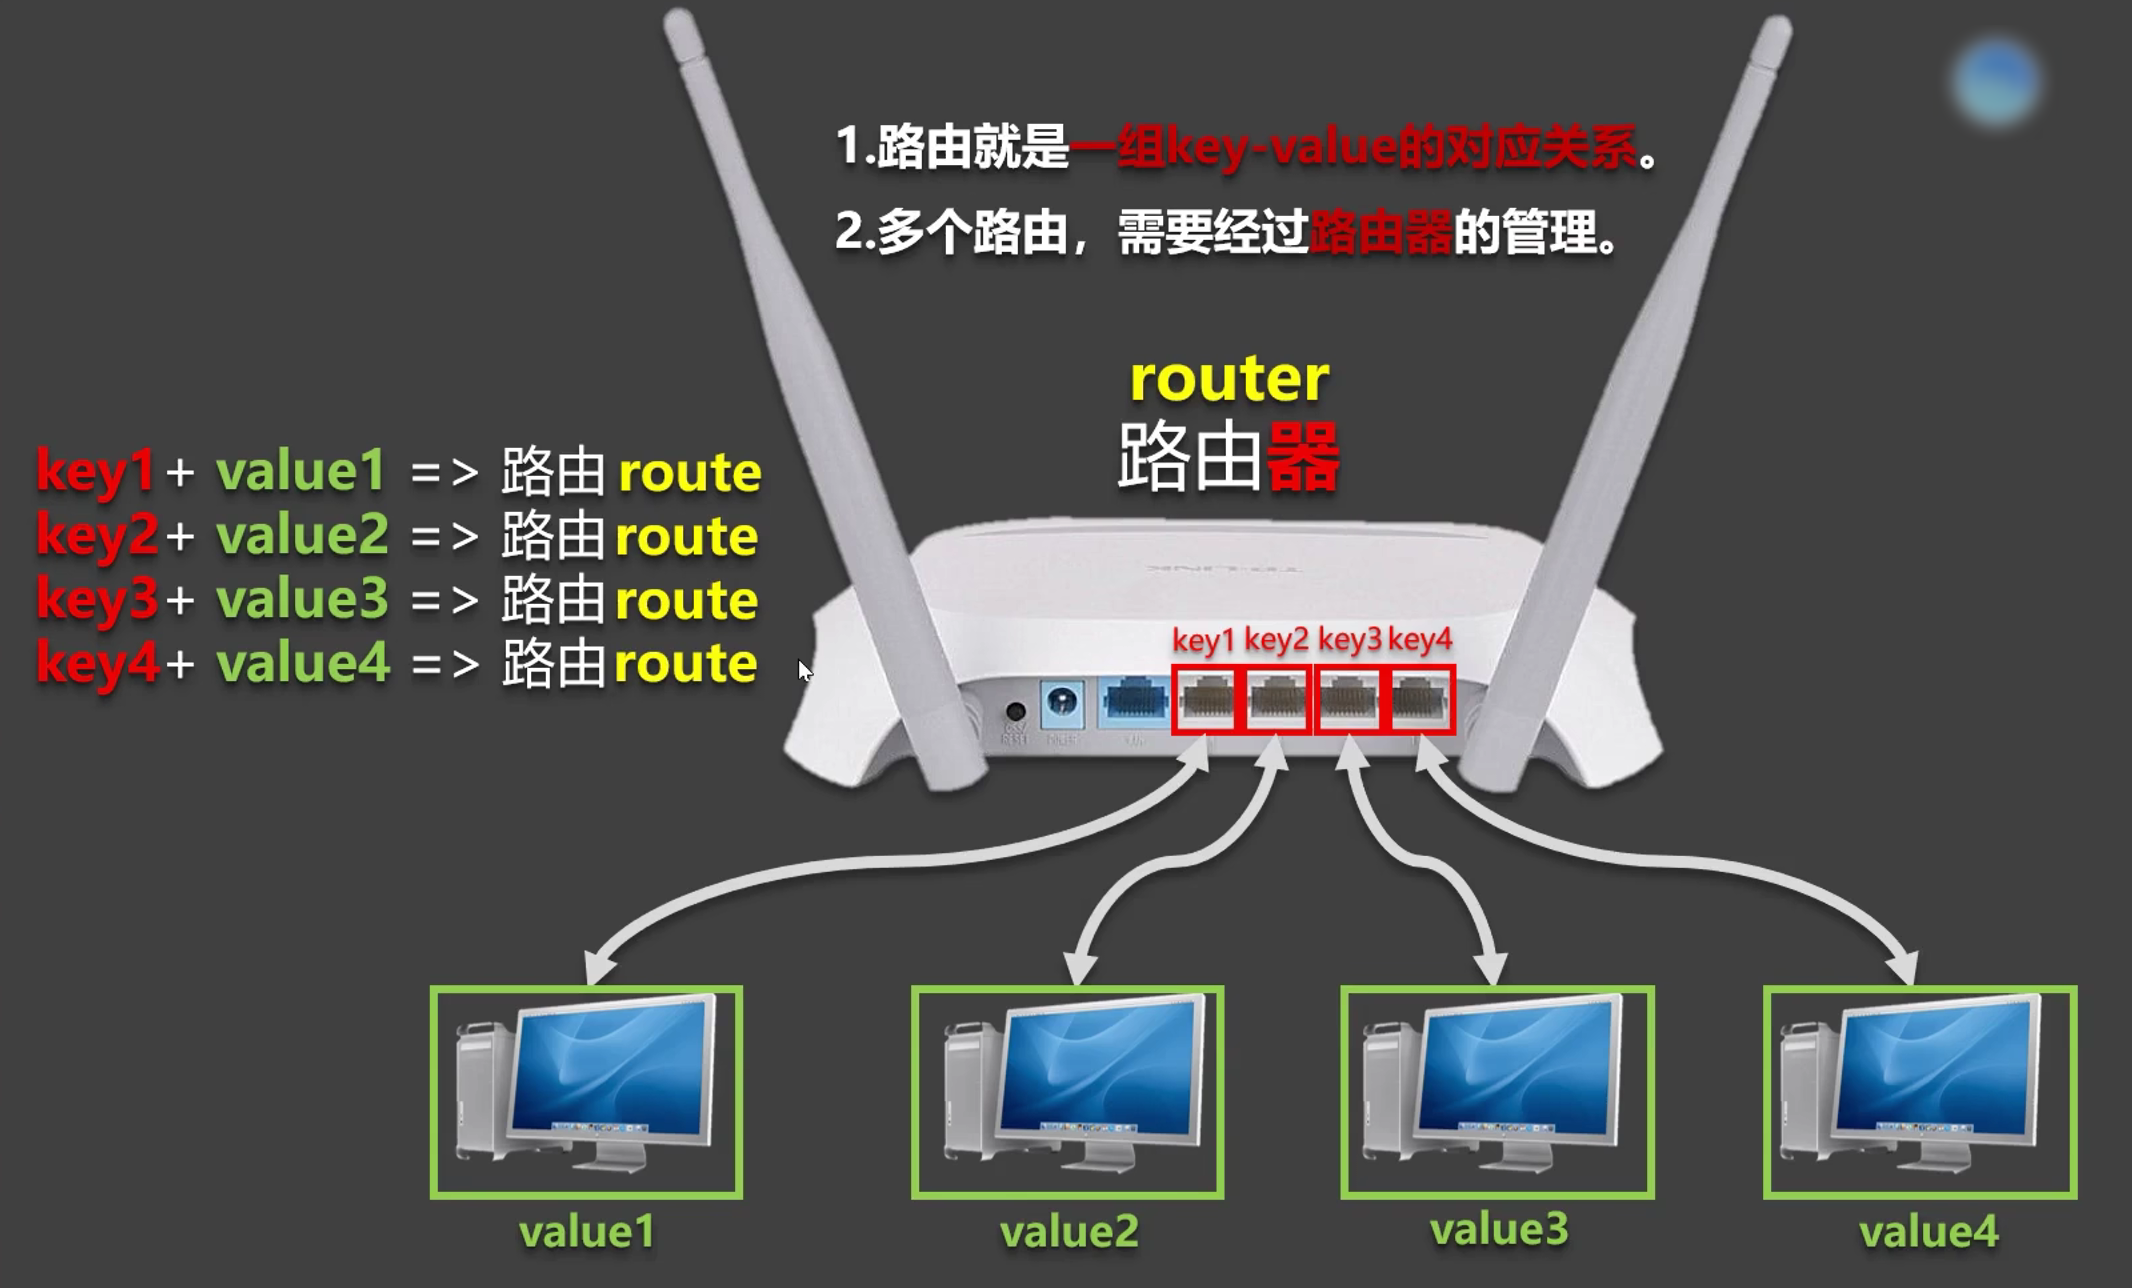 1.路由就是一组key-value的对应关系。
2.多个路由，需要经过路由器的管理。
router
路由器
key1+ value1 => 路由 route
key2+ value2 => 路由 route
key3+ value3 => 路由 route
key4+ value4 => 路由 route
TP-LINK
key1 key2 key3 key4
value1 value2 value3 value4